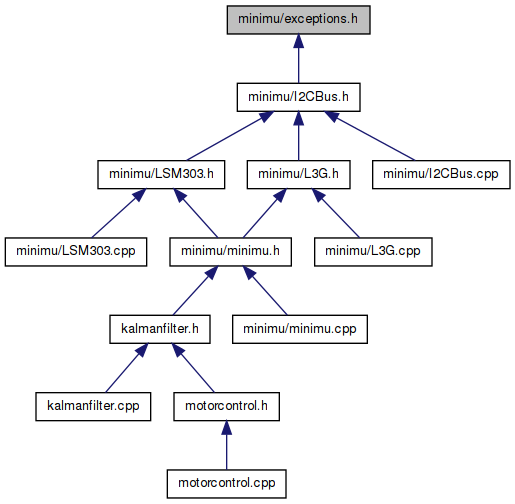 minimu/exceptions.h
minimu/I2CBus.h
minimu/LSM303.h
minimu/L3G.h
minimu/I2CBus.cpp
minimu/LSM303.cpp
minimu/minimu.h
minimu/L3G.cpp
kalmanfilter.h
minimu/minimu.cpp
kalmanfilter.cpp
motorcontrol.h
motorcontrol.cpp